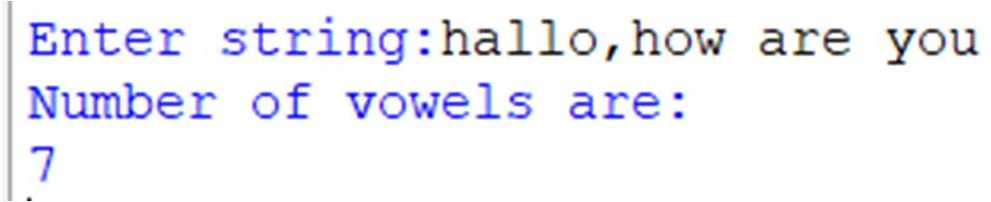 Enter string:hallo,how are you
Number of vowels are:
7